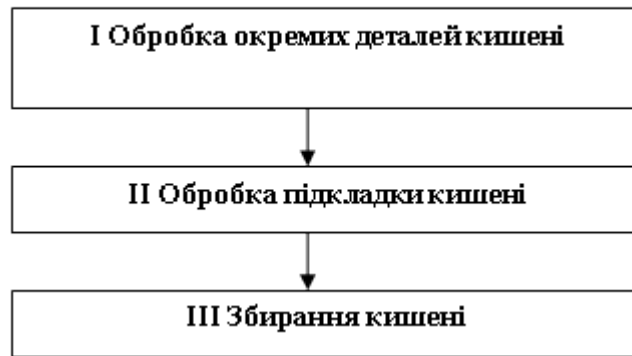 I Обробка окремих деталей кишені
II Обробка підкладки кишені
III Збирання кишені